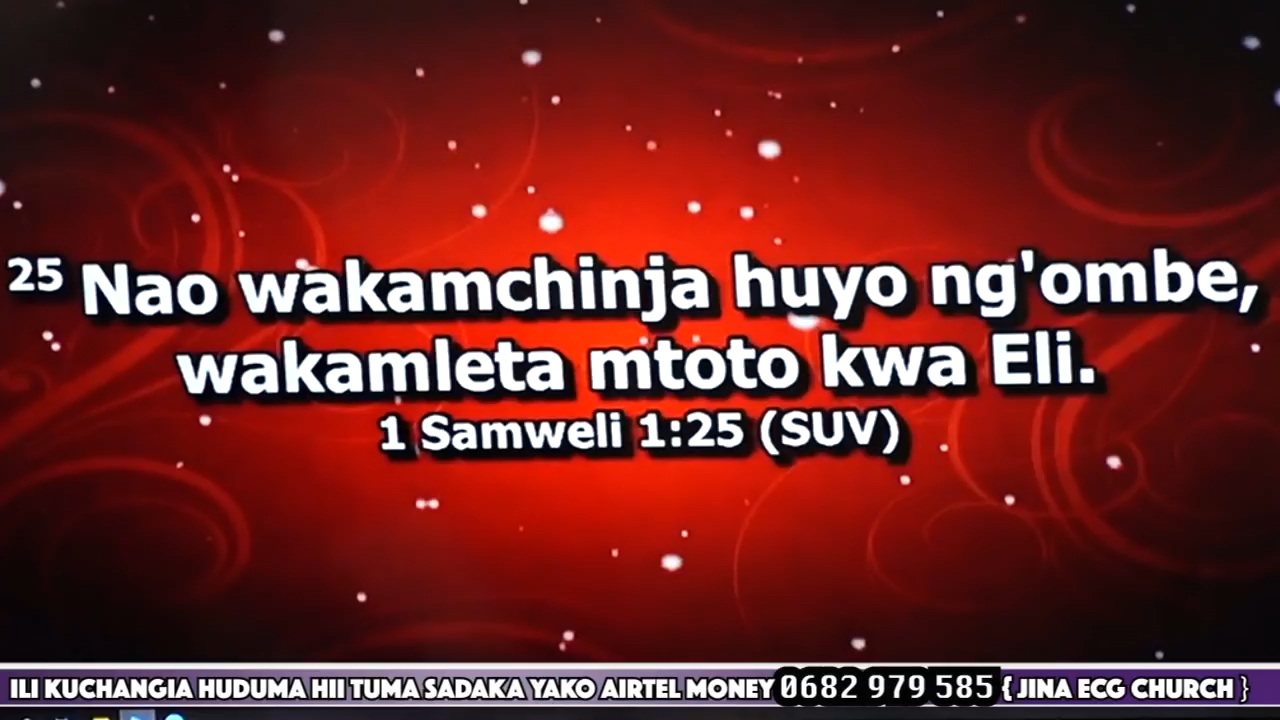 25 Nao wakamchinja huyo ng'ombe,
wakamleta mtoto kwa Eli.
1 Samweli 1:25 (SUV)
ILI KUCHANGIA HUDUMA HII TUMA SADAKA YAKO AIRTEL MONEY 0682 979 585 { JINA ECG CHURCH }